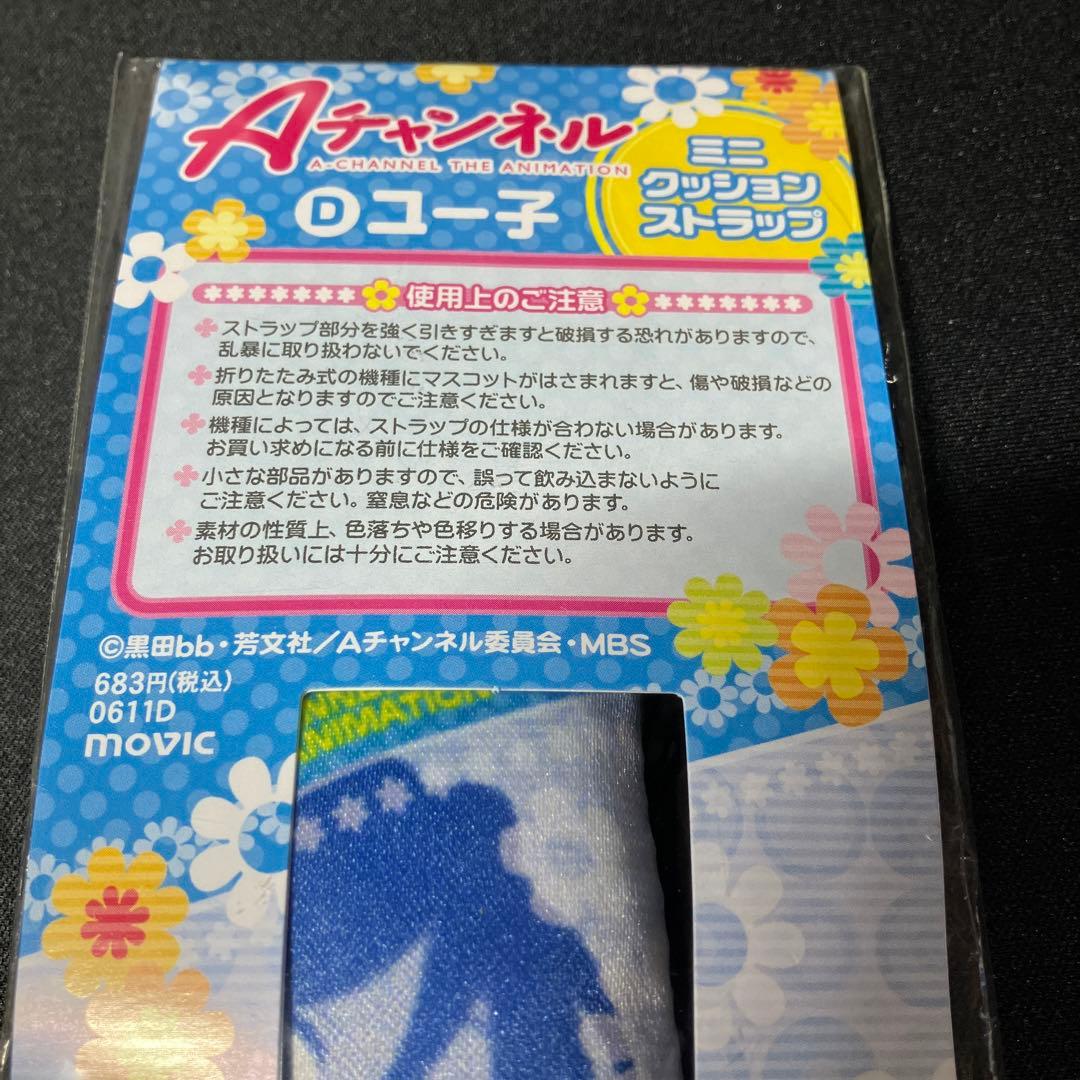 Aチャンネル
A-CHANNEL THE ANIMATION
Ⓓユー子
ミニ
クッション
ストラップ
使用上のご注意
ストラップ部分を強く引きすぎますと破損する恐れがありますので、
乱暴に取り扱わないでください。
折りたたみ式の機種にマスコットがはさまれますと、傷や破損などの
原因となりますのでご注意ください。
機種によっては、ストラップの仕様が合わない場合があります。
お買い求めになる前に仕様をご確認ください。
小さな部品がありますので、誤って飲み込まないように
ご注意ください。窒息などの危険があります。
素材の性質上、色落ちや色移りする場合があります。
お取り扱いには十分にご注意ください。
©黒田bb・芳文社/Aチャンネル委員会・MBS
683円(税込)
0611D
movic
ANIMATION